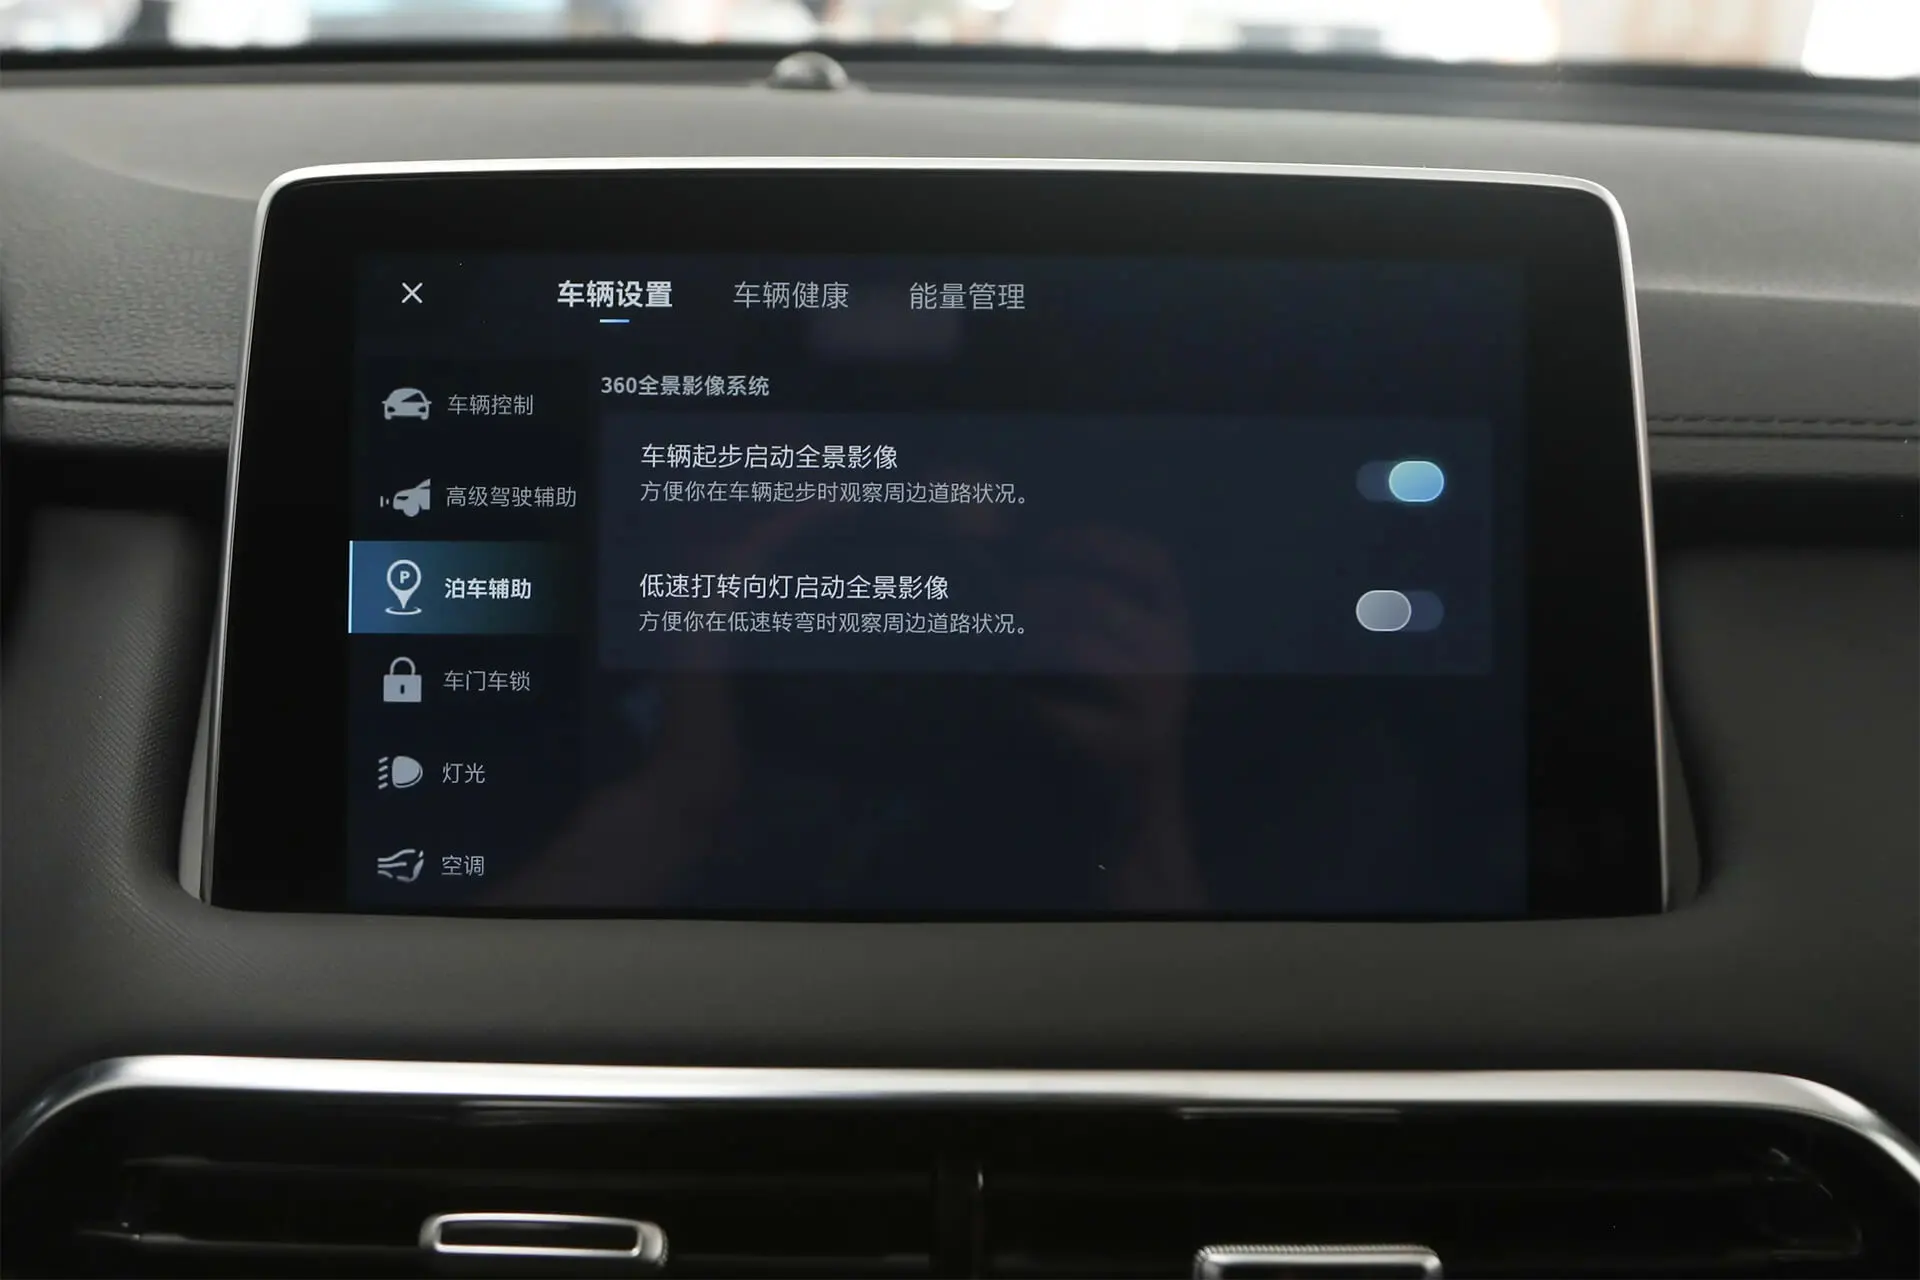 车辆设置 车辆健康 能量管理
车辆控制
高级驾驶辅助
P
泊车辅助
车门车锁
灯光
空调
360全景影像系统
车辆起步启动全景影像
方便你在车辆起步时观察周边道路状况。
低速打转向灯启动全景影像
方便你在低速转弯时观察周边道路状况。